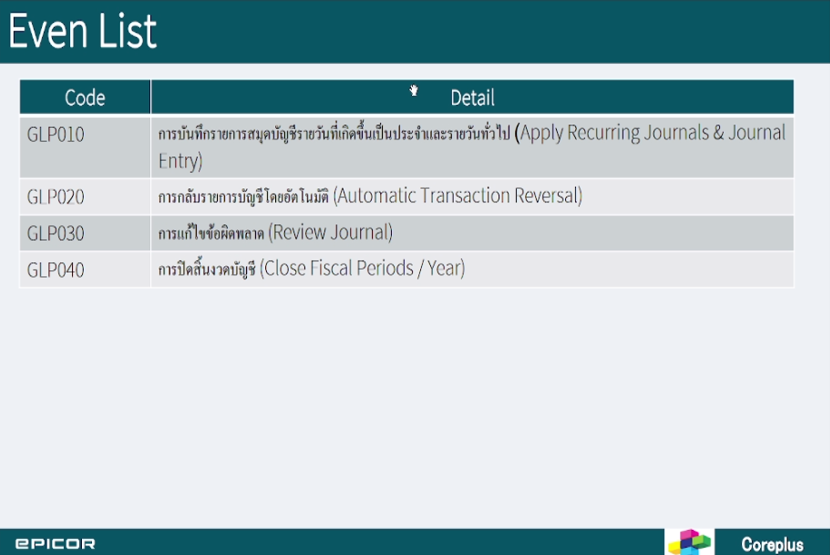 Even List
Code Detail
GLP010 การบันทึกรายการสมุดบัญชีรายวันที่เกิดขึ้นเป็นประจำและรายวันทั่วไป (Apply Recurring Journals & Journal
Entry)
GLP020 การกลับรายการบัญชีโดยอัตโนมัติ (Automatic Transaction Reversal)
GLP030 การแก้ไขข้อผิดพลาด (Review Journal)
GLP040 การปิดสิ้นงวดบัญชี (Close Fiscal Periods / Year)
EPICOR Coreplus